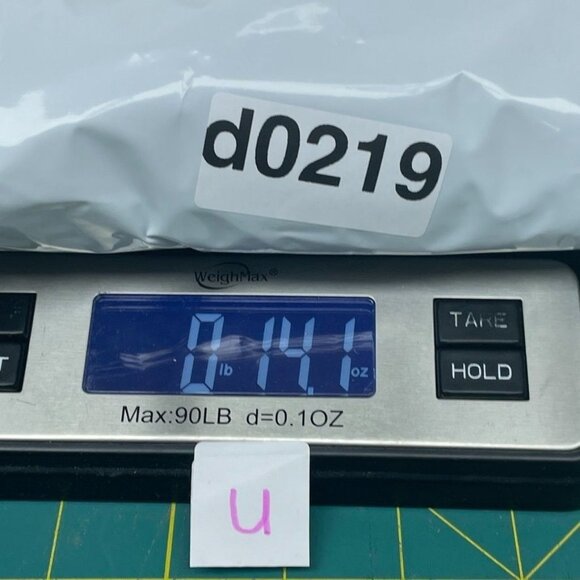 d0219
WeighMax®
0 lb 14.1 oz
TARE
T
HOLD
Max:90LB d=0.1OZ
u